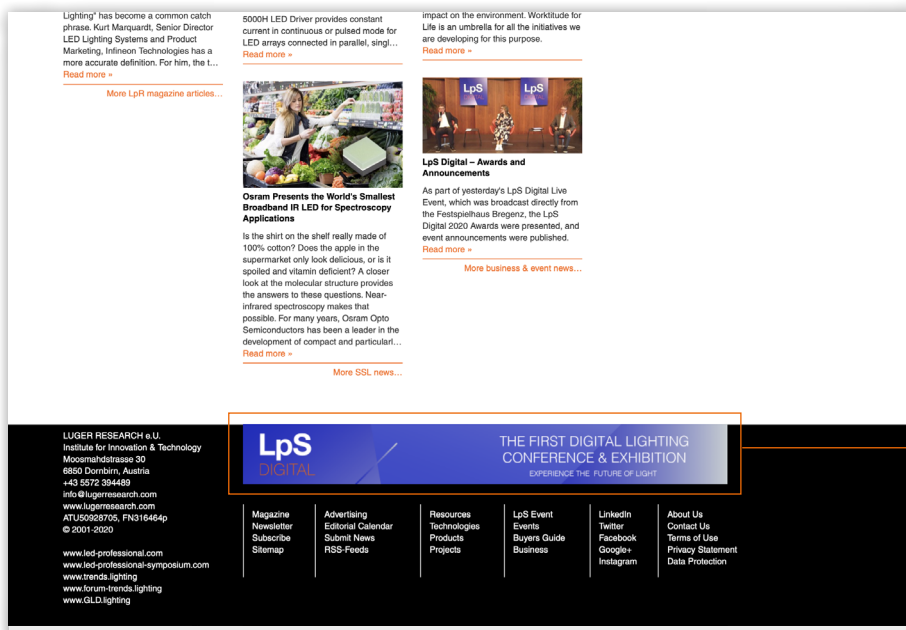 Lighting" has become a common catch
phrase. Kurt Marquardt, Senior Director
LED Lighting Systems and Product
Marketing, Infineon Technologies has a
more accurate definition. For him, the t…
Read more »
More LpR magazine articles…
5000H LED Driver provides constant
current in continuous or pulsed mode for
LED arrays connected in parallel, singl…
Read more »
Osram Presents the World's Smallest
Broadband IR LED for Spectroscopy
Applications
Is the shirt on the shelf really made of
100% cotton? Does the apple in the
supermarket only look delicious, or is it
spoiled and vitamin deficient? A closer
look at the molecular structure provides
the answers to these questions. Near-
infrared spectroscopy makes that
possible. For many years, Osram Opto
Semiconductors has been a leader in the
development of compact and particularl…
Read more »
More SSL news…
impact on the environment. Worktitude for
Life is an umbrella for all the initiatives we
are developing for this purpose.
Read more »
LpS
LpS
LpS Digital – Awards and
Announcements
As part of yesterday's LpS Digital Live
Event, which was broadcast directly from
the Festspielhaus Bregenz, the LpS
Digital 2020 Awards were presented, and
event announcements were published.
Read more »
More business & event news…
LUGER RESEARCH e.U.
Institute for Innovation & Technology
Moosmahdstrasse 30
6850 Dornbirn, Austria
+43 5572 394489
info@lugerresearch.com
www.lugerresearch.com
ATU50928705, FN316464p
© 2001-2020
www.led-professional.com
www.led-professional-symposium.com
www.trends.lighting
www.forum-trends.lighting
www.GLD.lighting
LpS
DIGITAL
THE FIRST DIGITAL LIGHTING
CONFERENCE & EXHIBITION
EXPERIENCE THE FUTURE OF LIGHT
Magazine
Newsletter
Subscribe
Sitemap
Advertising
Editorial Calendar
Submit News
RSS-Feeds
Resources
Technologies
Products
Projects
LpS Event
Events
Buyers Guide
Business
LinkedIn
Twitter
Facebook
Google+
Instagram
About Us
Contact Us
Terms of Use
Privacy Statement
Data Protection